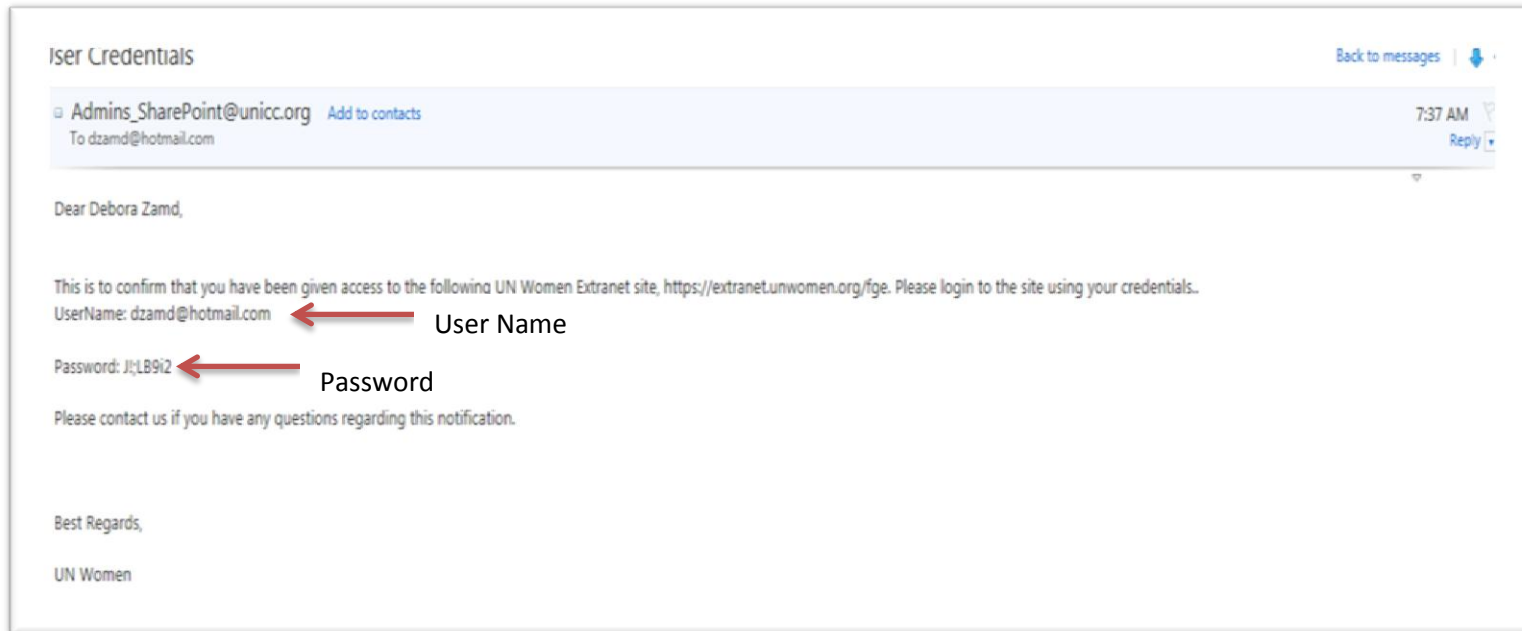 User Credentials
Back to messages
Admins_SharePoint@unicc.org Add to contacts
7:37 AM
To dzamd@hotmail.com
Reply
Dear Debora Zamd,
This is to confirm that you have been given access to the following UN Women Extranet site, https://extranet.unwomen.org/fge. Please login to the site using your credentials..
UserName: dzamd@hotmail.com
User Name
Password: J!;LB9i2
Password
Please contact us if you have any questions regarding this notification.
Best Regards,
UN Women